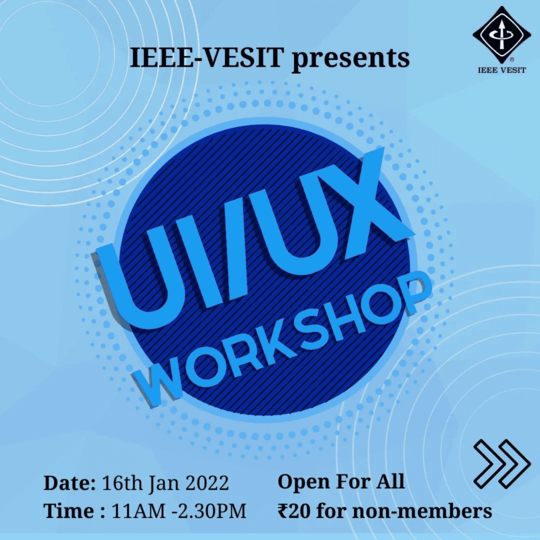 IEEE-VESIT presents
®
IEEE VESIT
UI/UX
WORKSHOP
Date: 16th Jan 2022
Time : 11AM -2.30PM
Open For All
₹20 for non-members